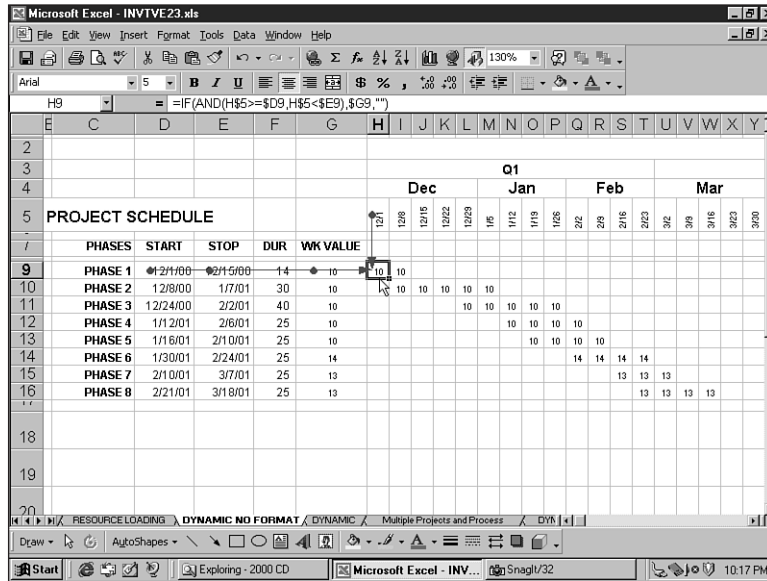 Microsoft Excel - INVTVE23.xls
File Edit View Insert Format Tools Data Window Help
130%
Arial 5 B I U $ % ,
H9 = =IF(AND(H$5>=$D9,H$5<$E9),$G9,"")
E C D E F G H I J K L M N O P Q R S T U V W X Y
2
3 Q1
4 Dec Jan Feb Mar
5 PROJECT SCHEDULE 12/1 12/8 12/15 12/22 12/29 1/5 1/12 1/19 1/26 2/2 2/9 2/16 2/23 3/2 3/9 3/16 3/23 3/30
7 PHASES START STOP DUR WK VALUE
9 PHASE 1 12/1/00 12/15/00 14 10 10 10
10 PHASE 2 12/8/00 1/7/01 30 10 10 10 10 10 10
11 PHASE 3 12/24/00 2/2/01 40 10 10 10 10 10 10
12 PHASE 4 1/12/01 2/6/01 25 10 10 10 10 10
13 PHASE 5 1/16/01 2/10/01 25 10 10 10 10 10
14 PHASE 6 1/30/01 2/24/01 25 14 14 14 14 14
15 PHASE 7 2/10/01 3/7/01 25 13 13 13 13
16 PHASE 8 2/21/01 3/18/01 25 13 13 13 13 13
17
18
19
20
RESOURCE LOADING DYNAMIC NO FORMAT DYNAMIC Multiple Projects and Process DYN
Draw AutoShapes
Start Exploring - 2000 CD Microsoft Excel - INV... SnagIt/32 10:17 PM